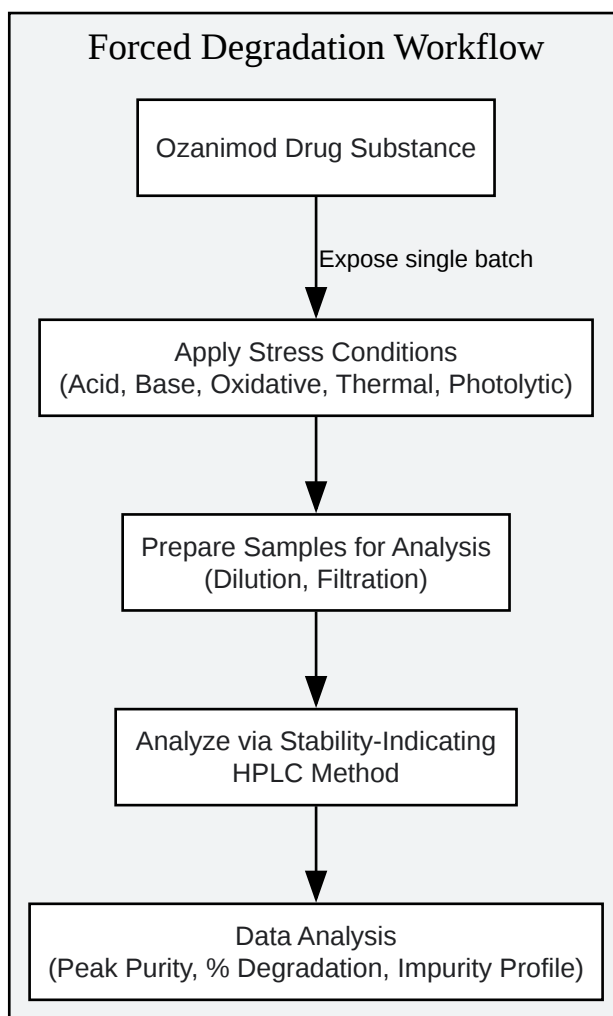 Forced Degradation Workflow
Ozanimod Drug Substance
Expose single batch
Apply Stress Conditions
(Acid, Base, Oxidative, Thermal, Photolytic)
Prepare Samples for Analysis
(Dilution, Filtration)
Analyze via Stability-Indicating
HPLC Method
Data Analysis
(Peak Purity, % Degradation, Impurity Profile)